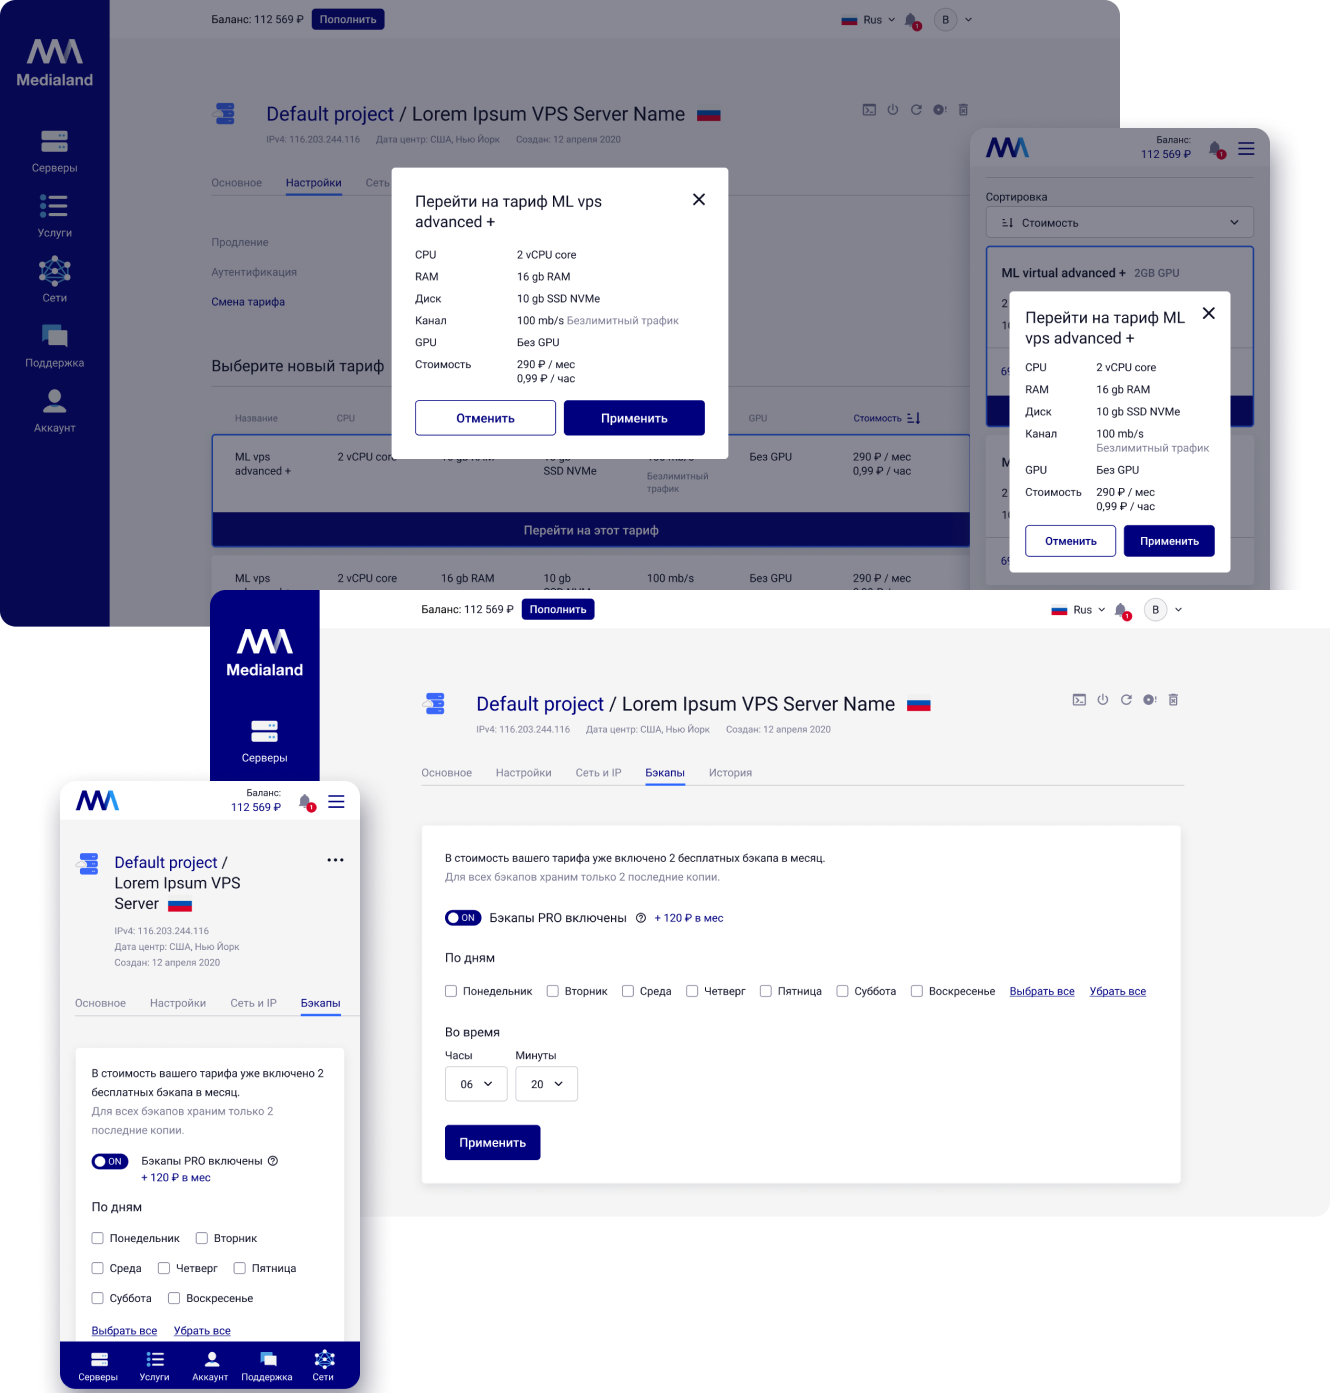 Баланс: 112 569 ₽ Пополнить
Rus 1 B
Medialand
Серверы
Услуги
Сети
Поддержка
Аккаунт
Default project / Lorem Ipsum VPS Server Name
IPv4: 116.203.244.116 Дата центр: США, Нью Йорк Создан: 12 апреля 2020
Основное Настройки Сеть
Продление
Аутентификация
Смена тарифа
Выберите новый тариф
Название CPU GPU Стоимость
ML vps advanced + 2 vCPU core Без GPU 290 ₽ / мес
SSD NVMe 0,99 ₽ / час
Безлимитный
трафик
Перейти на этот тариф
ML vps 2 vCPU core 16 gb RAM 10 gb 100 mb/s Без GPU 290 ₽ / мес
Перейти на тариф ML vps
advanced +
CPU 2 vCPU core
RAM 16 gb RAM
Диск 10 gb SSD NVMe
Канал 100 mb/s Безлимитный трафик
GPU Без GPU
Стоимость 290 ₽ / мес
0,99 ₽ / час
Отменить Применить
Баланс:
112 569 ₽ 1
Сортировка
Стоимость
ML virtual advanced + 2GB GPU
Перейти на тариф ML
vps advanced +
CPU 2 vCPU core
RAM 16 gb RAM
Диск 10 gb SSD NVMe
Канал 100 mb/s
Безлимитный трафик
GPU Без GPU
Стоимость 290 ₽ / мес
0,99 ₽ / час
Отменить Применить
Medialand
Серверы
Баланс: 112 569 ₽ Пополнить
Rus 1 B
Default project / Lorem Ipsum VPS Server Name
IPv4: 116.203.244.116 Дата центр: США, Нью Йорк Создан: 12 апреля 2020
Основное Настройки Сеть и IP Бэкапы История
В стоимость вашего тарифа уже включено 2 бесплатных бэкапа в месяц.
Для всех бэкапов храним только 2 последние копии.
ON Бэкапы PRO включены + 120 ₽ в мес
По дням
Понедельник Вторник Среда Четверг Пятница Суббота Воскресенье Выбрать все Убрать все
Во время
Часы Минуты
06 20
Применить
Баланс:
112 569 ₽ 1
Default project /
Lorem Ipsum VPS
Server
IPv4: 116.203.244.116
Дата центр: США, Нью Йорк
Создан: 12 апреля 2020
Основное Настройки Сеть и IP Бэкапы
В стоимость вашего тарифа уже включено 2
бесплатных бэкапа в месяц.
Для всех бэкапов храним только 2
последние копии.
ON Бэкапы PRO включены
+ 120 ₽ в мес
По дням
Понедельник Вторник
Среда Четверг Пятница
Суббота Воскресенье
Выбрать все Убрать все
Серверы Услуги Аккаунт Поддержка Сети